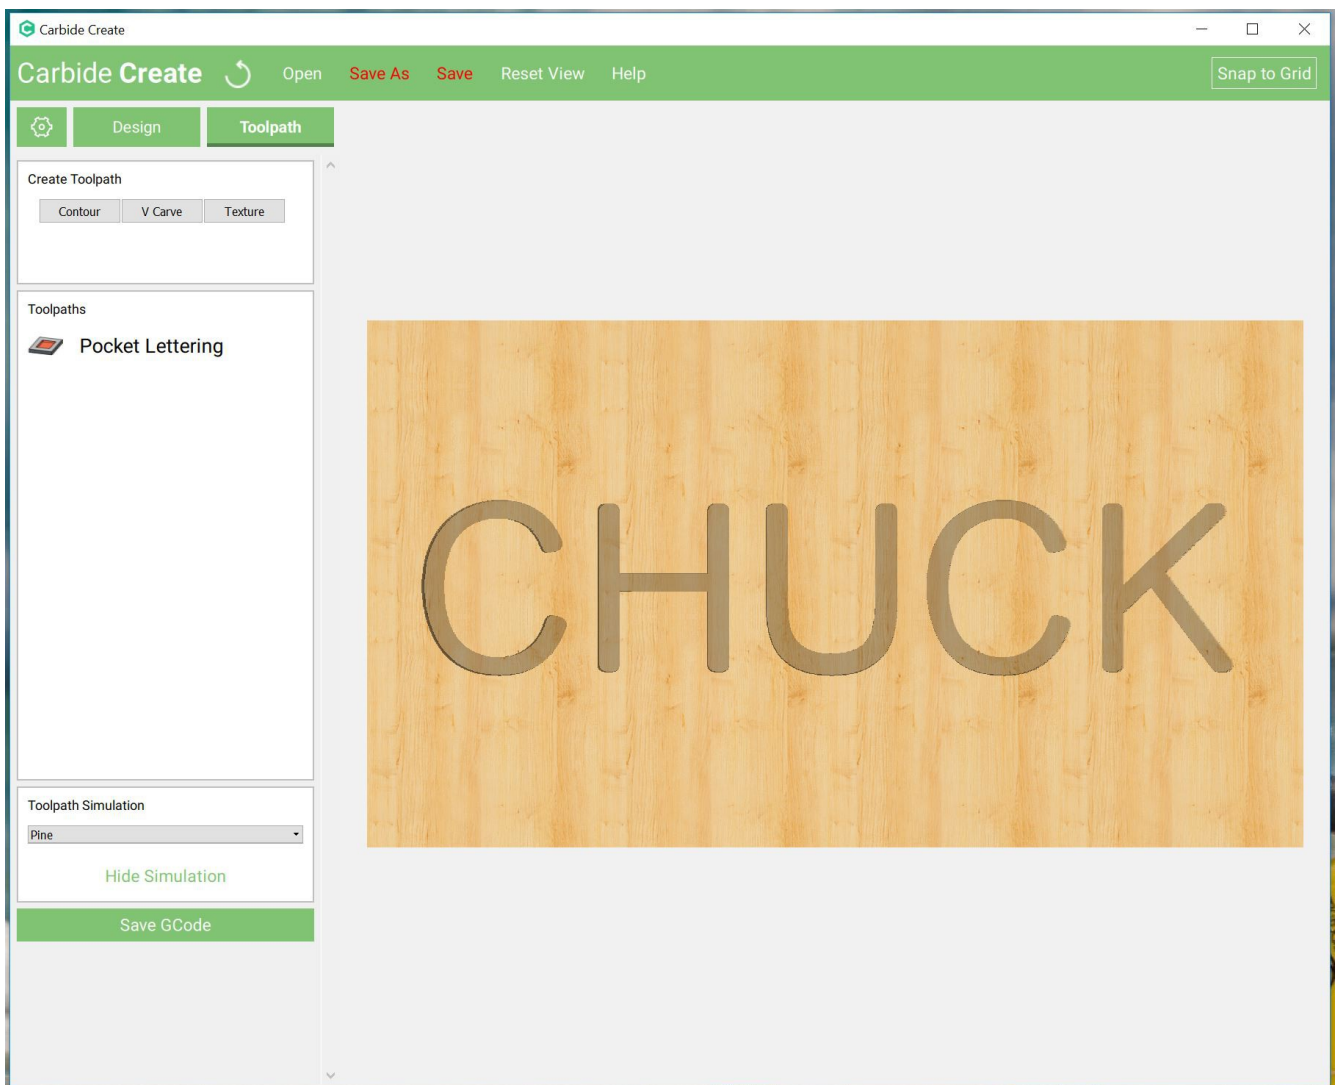 Carbide Create
Carbide Create Open Save As Save Reset View Help Snap to Grid
Design Toolpath
Create Toolpath
Contour V Carve Texture
Toolpaths
Pocket Lettering
CHUCK
Toolpath Simulation
Pine
Hide Simulation
Save GCode